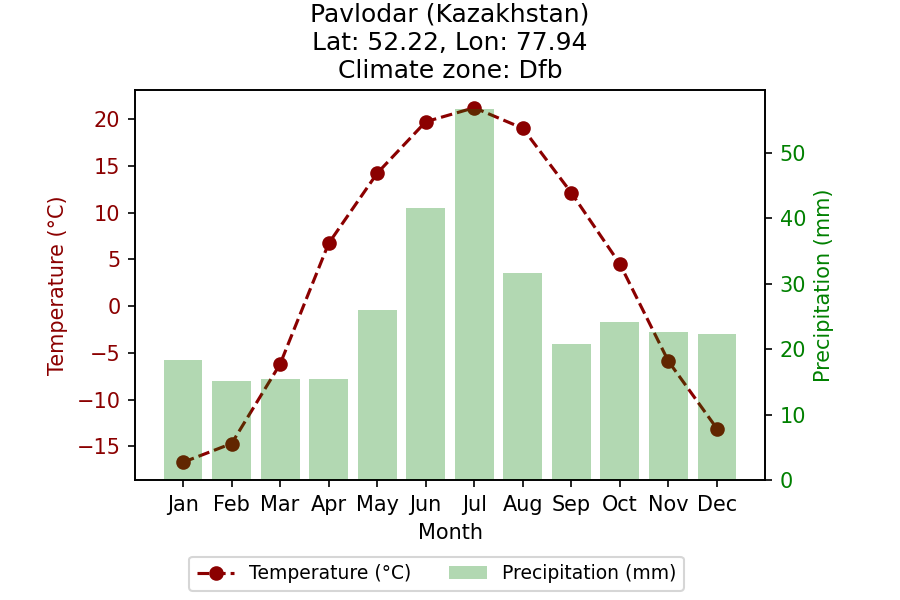 Pavlodar (Kazakhstan)
Lat: 52.22, Lon: 77.94
Climate zone: Dfb
Temperature (°C)
20
15
10
5
0
−5
−10
−15
50
40
30
20
10
0
Precipitation (mm)
Jan Feb Mar Apr May Jun Jul Aug Sep Oct Nov Dec
Month
Temperature (°C) Precipitation (mm)